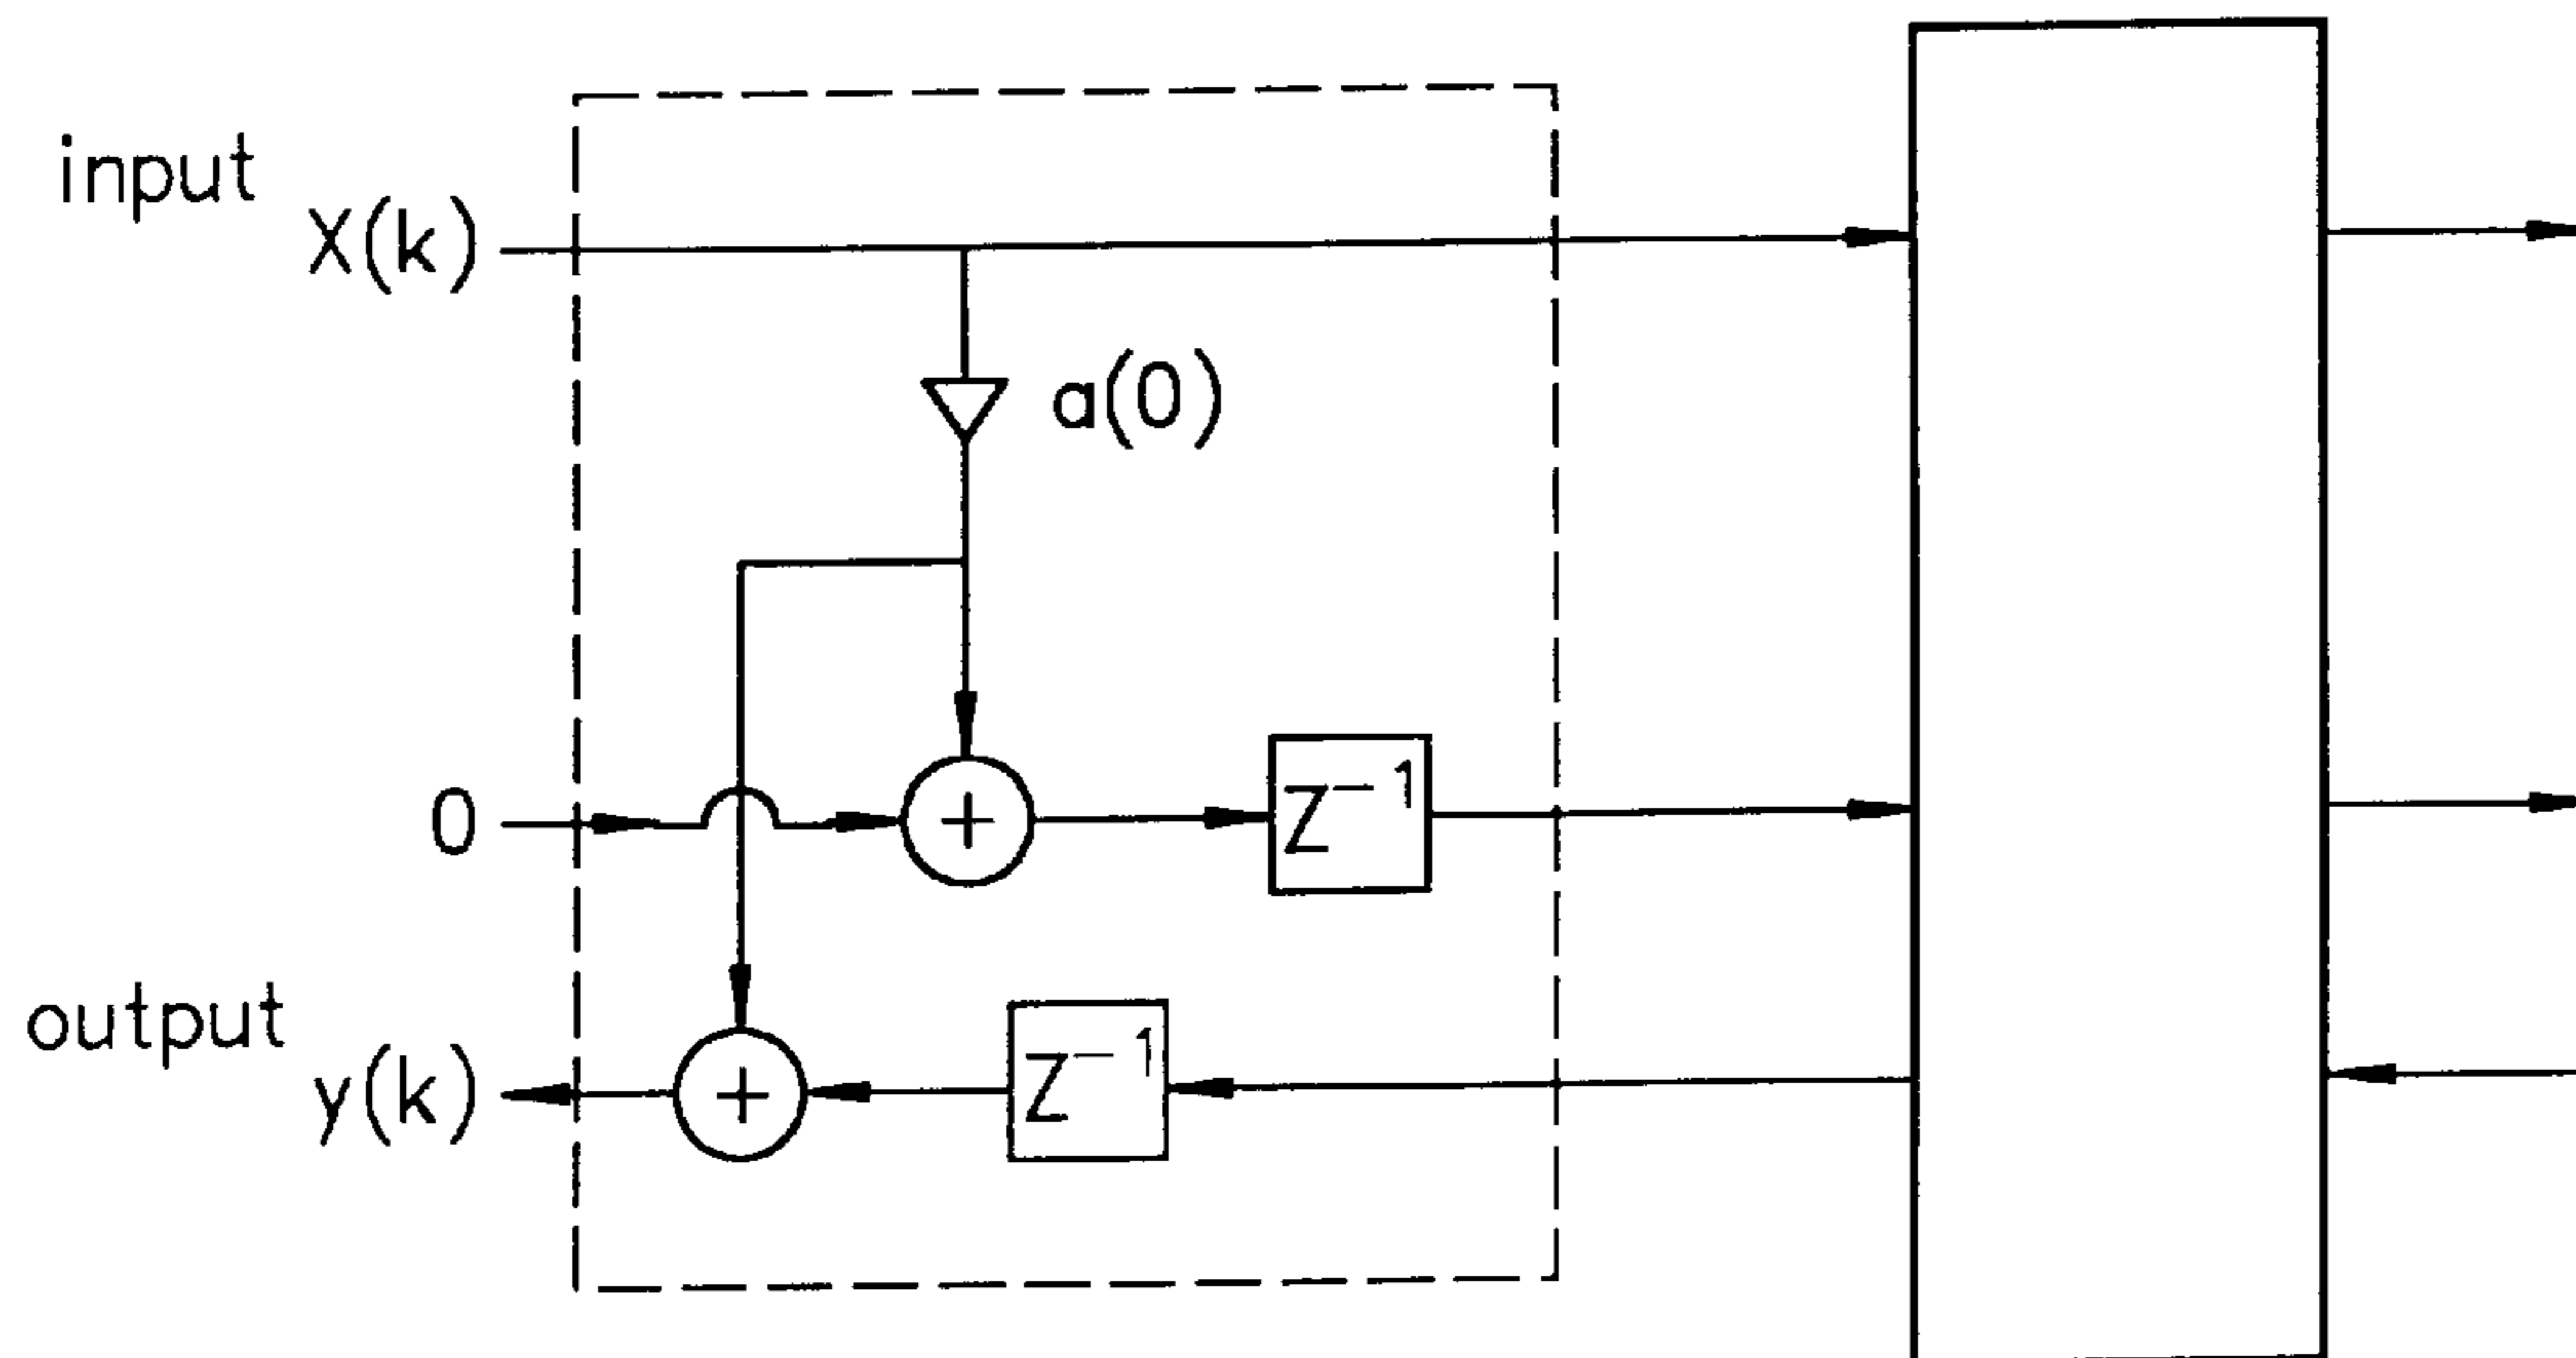 input
X(k)
a(0)
0
+
Z⁻¹
output
y(k)
+
Z⁻¹